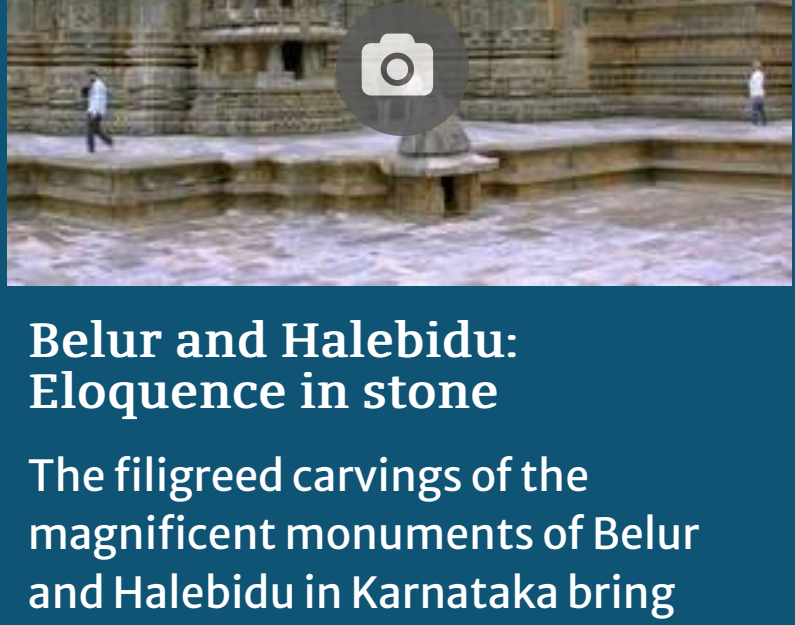 Belur and Halebidu:
Eloquence in stone
The filigreed carvings of the
magnificent monuments of Belur
and Halebidu in Karnataka bring